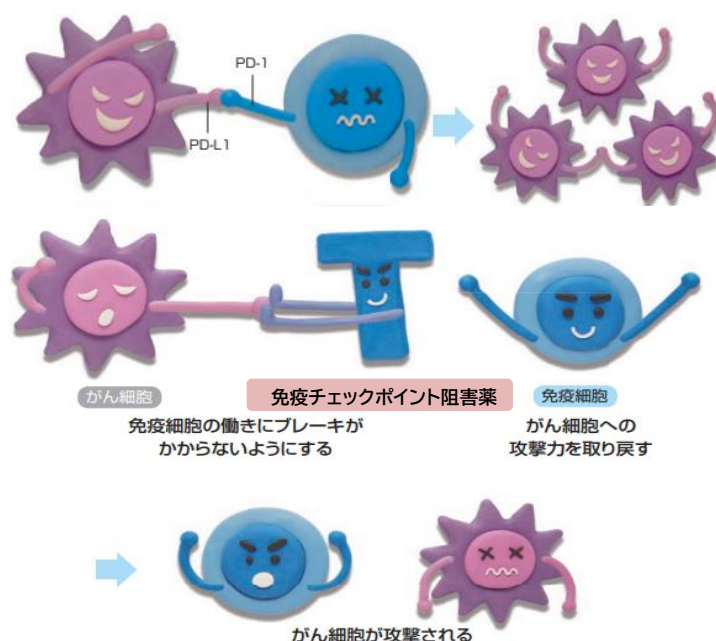 PD-1
PD-L1
T
がん細胞
免疫チェックポイント阻害薬
免疫細胞
免疫細胞の働きにブレーキが
かからないようにする
がん細胞への
攻撃力を取り戻す
がん細胞が攻撃される